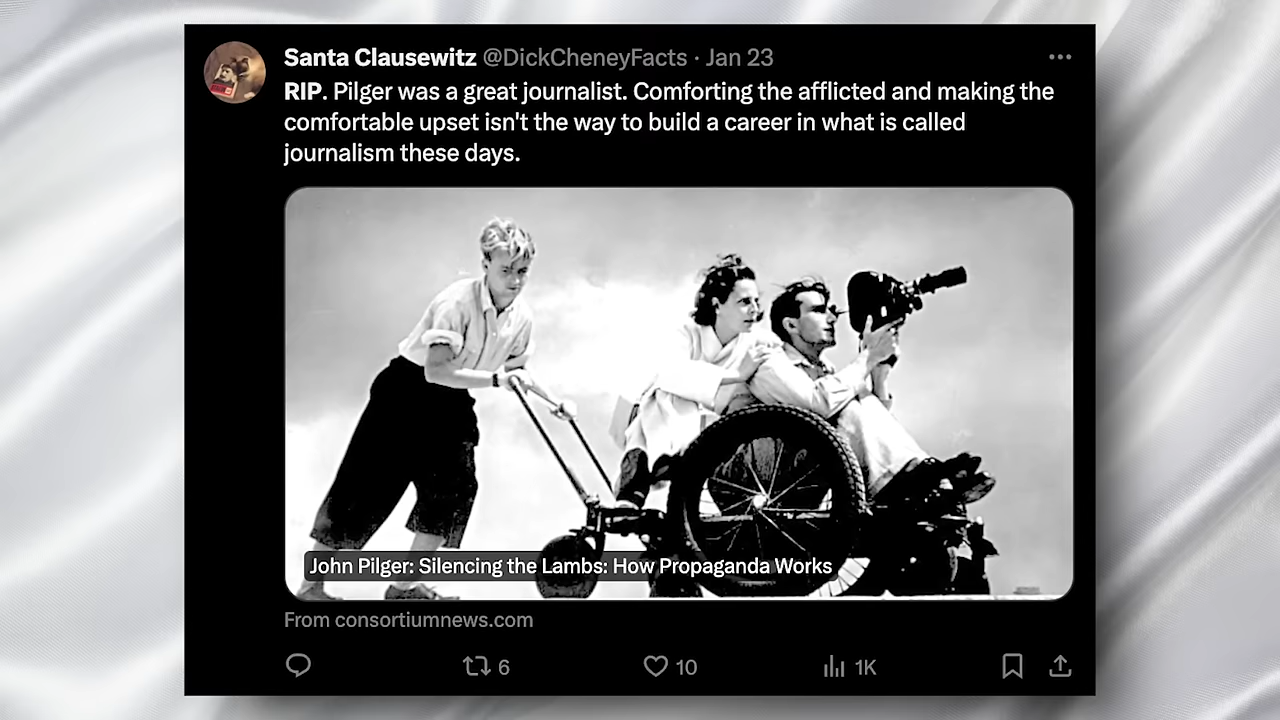 Santa Clausewitz @DickCheneyFacts · Jan 23
RIP. Pilger was a great journalist. Comforting the afflicted and making the
comfortable upset isn't the way to build a career in what is called
journalism these days.
John Pilger: Silencing the Lambs: How Propaganda Works
From consortiumnews.com
6 10 1K